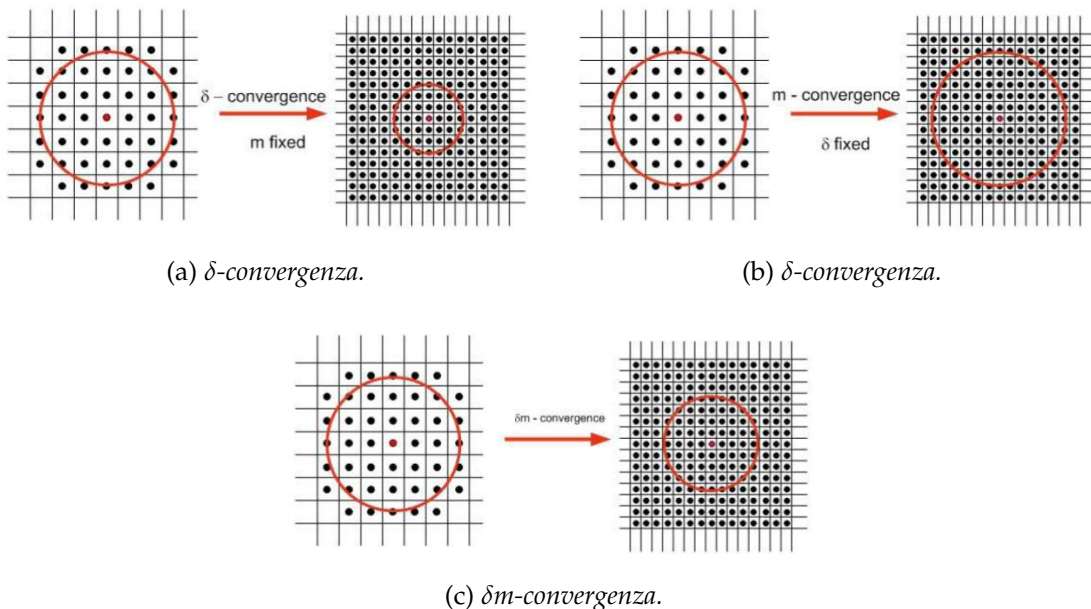 δ – convergence
m fixed
m - convergence
δ fixed
(a) δ-convergenza.
(b) δ-convergenza.
δm - convergence
(c) δm-convergenza.